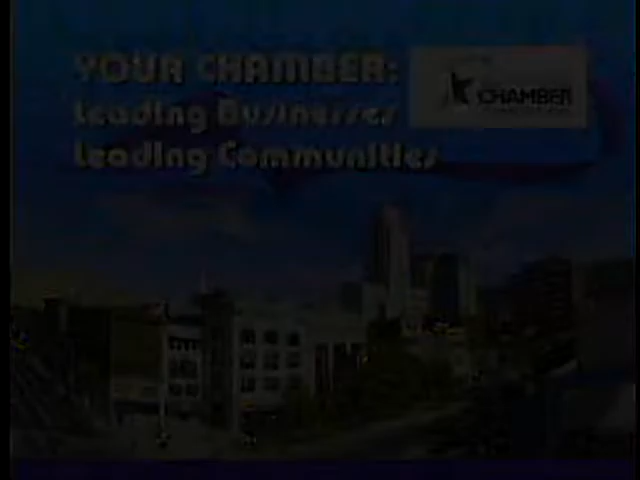 YOUR CHAMBER:
Leading Businesses
Leading Communities
CHAMBER